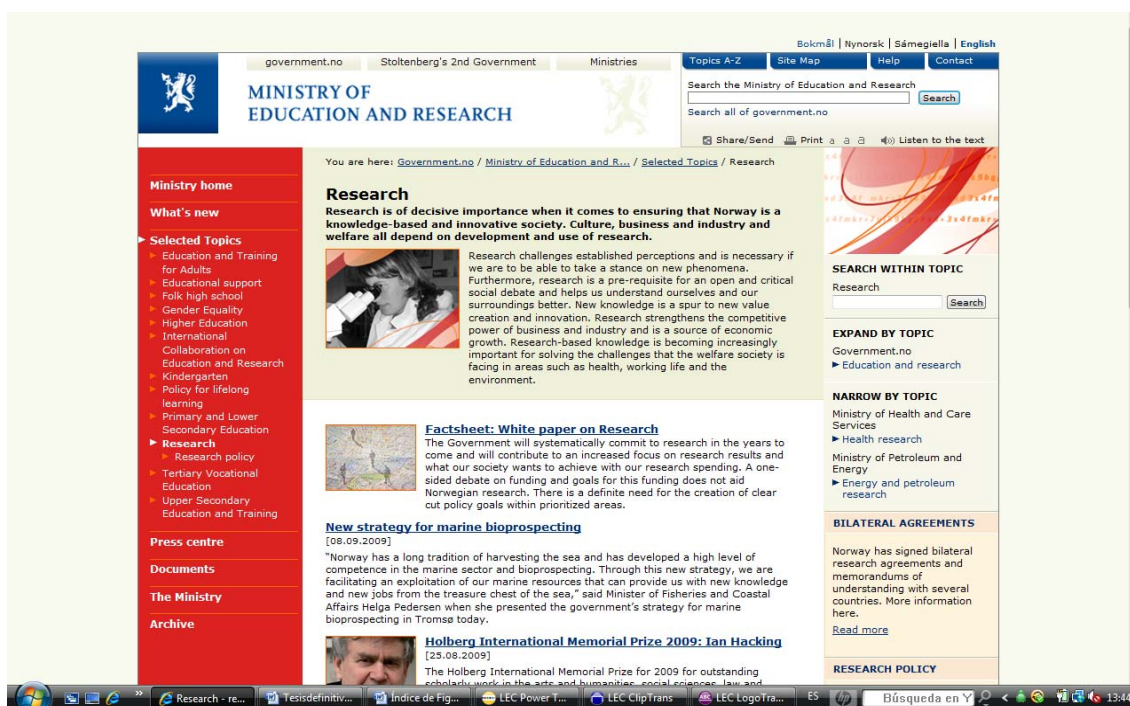 Bokmål | Nynorsk | Sámegiella | English
government.no Stoltenberg's 2nd Government Ministries
Topics A-Z Site Map Help Contact
MINISTRY OF
EDUCATION AND RESEARCH
Search the Ministry of Education and Research
Search
Search all of government.no
Share/Send Print a a a Listen to the text
Ministry home
What's new
Selected Topics
Education and Training
for Adults
Educational support
Folk high school
Gender Equality
Higher Education
International
Collaboration on
Education and Research
Kindergarten
Policy for lifelong
learning
Primary and Lower
Secondary Education
Research
Research policy
Tertiary Vocational
Education
Upper Secondary
Education and Training
Press centre
Documents
The Ministry
Archive
You are here: Government.no / Ministry of Education and R... / Selected Topics / Research
Research
Research is of decisive importance when it comes to ensuring that Norway is a
knowledge-based and innovative society. Culture, business and industry and
welfare all depend on development and use of research.
Research challenges established perceptions and is necessary if
we are to be able to take a stance on new phenomena.
Furthermore, research is a pre-requisite for an open and critical
social debate and helps us understand ourselves and our
surroundings better. New knowledge is a spur to new value
creation and innovation. Research strengthens the competitive
power of business and industry and is a source of economic
growth. Research-based knowledge is becoming increasingly
important for solving the challenges that the welfare society is
facing in areas such as health, working life and the
environment.
Factsheet: White paper on Research
The Government will systematically commit to research in the years to
come and will contribute to an increased focus on research results and
what our society wants to achieve with our research spending. A one-
sided debate on funding and goals for this funding does not aid
Norwegian research. There is a definite need for the creation of clear
cut policy goals within prioritized areas.
New strategy for marine bioprospecting
[08.09.2009]
"Norway has a long tradition of harvesting the sea and has developed a high level of
competence in the marine sector and bioprospecting. Through this new strategy, we are
facilitating an exploitation of our marine resources that can provide us with new knowledge
and new jobs from the treasure chest of the sea," said Minister of Fisheries and Coastal
Affairs Helga Pedersen when she presented the government's strategy for marine
bioprospecting in Tromsø today.
Holberg International Memorial Prize 2009: Ian Hacking
[25.08.2009]
The Holberg International Memorial Prize for 2009 for outstanding
scholarly work in the arts and humanities, social sciences, law and
SEARCH WITHIN TOPIC
Research
Search
EXPAND BY TOPIC
Government.no
Education and research
NARROW BY TOPIC
Ministry of Health and Care
Services
Health research
Ministry of Petroleum and
Energy
Energy and petroleum
research
BILATERAL AGREEMENTS
Norway has signed bilateral
research agreements and
memorandums of
understanding with several
countries. More information
here.
Read more
RESEARCH POLICY
Research - re... Tesisdefinitiv... Índice de Fig... LEC Power T... LEC ClipTrans LEC LogoTra... ES Búsqueda en Y 13:44